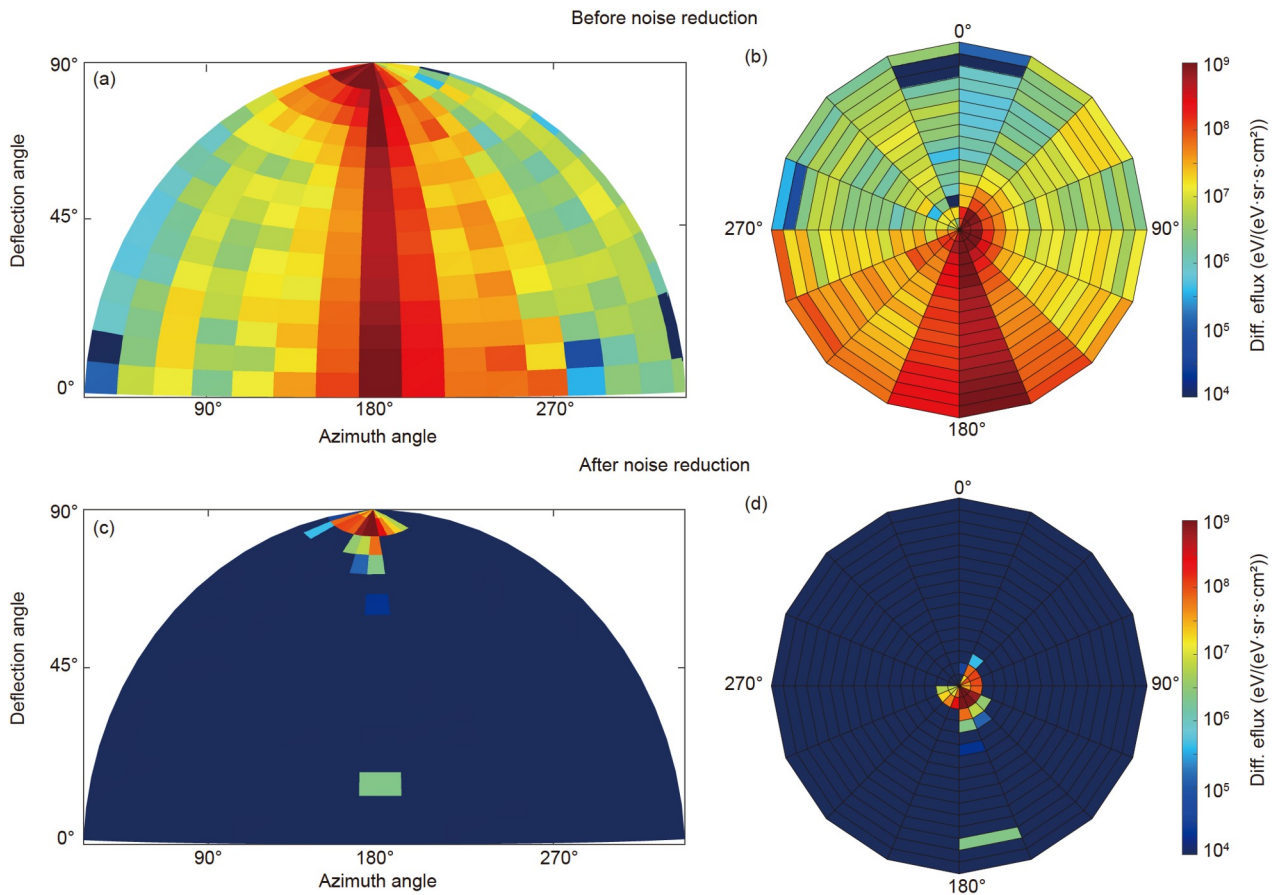 Before noise reduction
(a)
90°
45°
0°
Deflection angle
90°
180°
270°
Azimuth angle
(b)
0°
270°
90°
180°
10⁹
10⁸
10⁷
10⁶
10⁵
10⁴
Diff. eflux (eV/(eV·sr·s·cm²))
After noise reduction
(c)
90°
45°
0°
Deflection angle
90°
180°
270°
Azimuth angle
(d)
0°
270°
90°
180°
10⁹
10⁸
10⁷
10⁶
10⁵
10⁴
Diff. eflux (eV/(eV·sr·s·cm²))